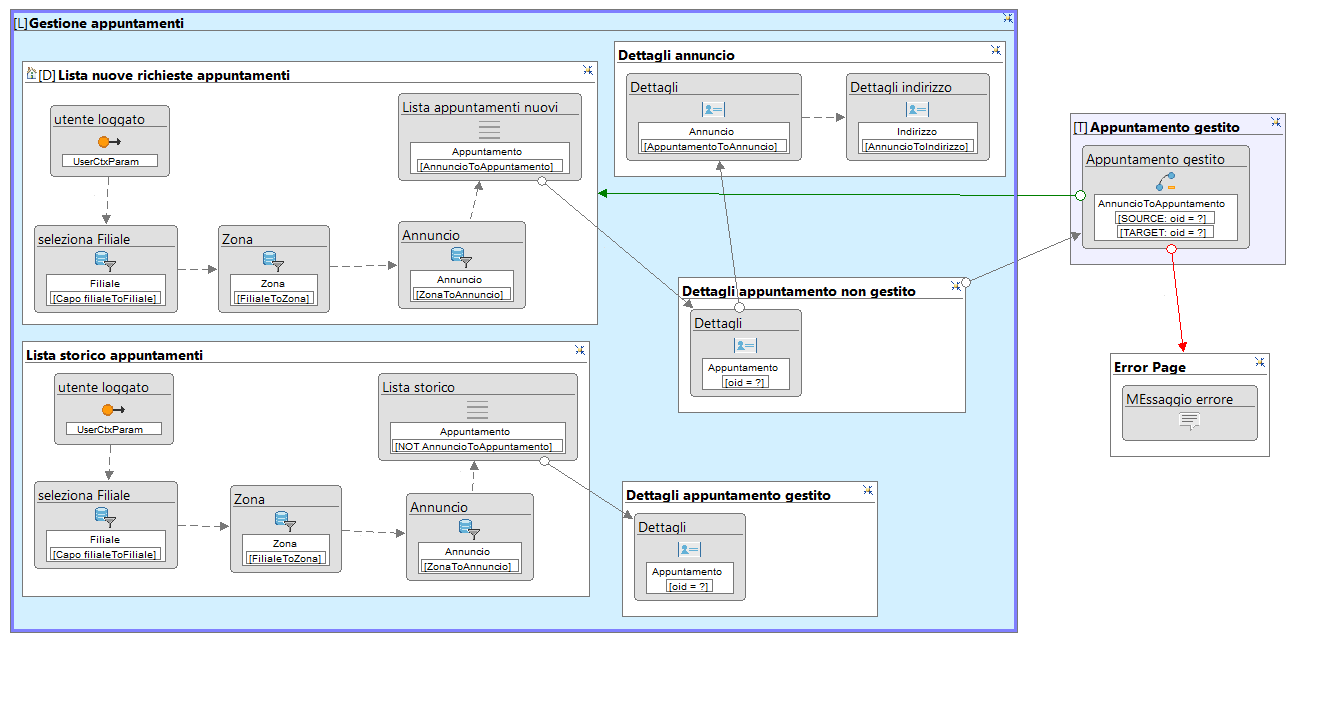 [L]Gestione appuntamenti
[D]Lista nuove richieste appuntamenti
utente loggato
UserCtxParam
Lista appuntamenti nuovi
Appuntamento
[AnnuncioToAppuntamento]
seleziona Filiale
Filiale
[Capo filialeToFiliale]
Zona
Zona
[FilialeToZona]
Annuncio
Annuncio
[ZonaToAnnuncio]
Dettagli annuncio
Dettagli
Annuncio
[AppuntamentoToAnnuncio]
Dettagli indirizzo
Indirizzo
[AnnuncioToIndirizzo]
[T] Appuntamento gestito
Appuntamento gestito
AnnuncioToAppuntamento
[SOURCE: oid = ?]
[TARGET: oid = ?]
Dettagli appuntamento non gestito
Dettagli
Appuntamento
[oid = ?]
Error Page
MEssaggio errore
Lista storico appuntamenti
utente loggato
UserCtxParam
Lista storico
Appuntamento
[NOT AnnuncioToAppuntamento]
seleziona Filiale
Filiale
[Capo filialeToFiliale]
Zona
Zona
[FilialeToZona]
Annuncio
Annuncio
[ZonaToAnnuncio]
Dettagli appuntamento gestito
Dettagli
Appuntamento
[oid = ?]